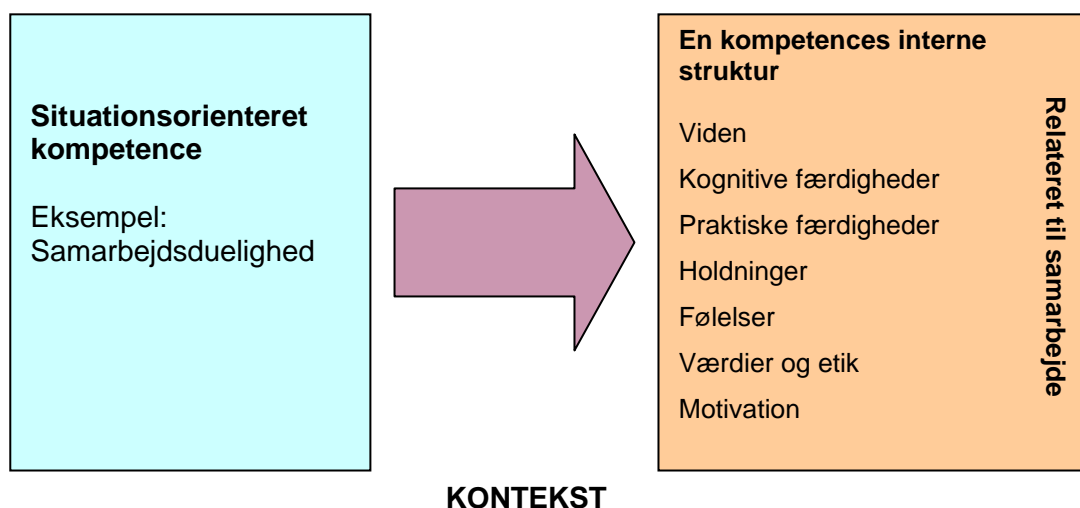 Situationsorienteret
kompetence
Eksempel:
Samarbejdsduelighed
En kompetences interne
struktur
Viden
Kognitive færdigheder
Praktiske færdigheder
Holdninger
Følelser
Værdier og etik
Motivation
Relateret til samarbejde
KONTEKST